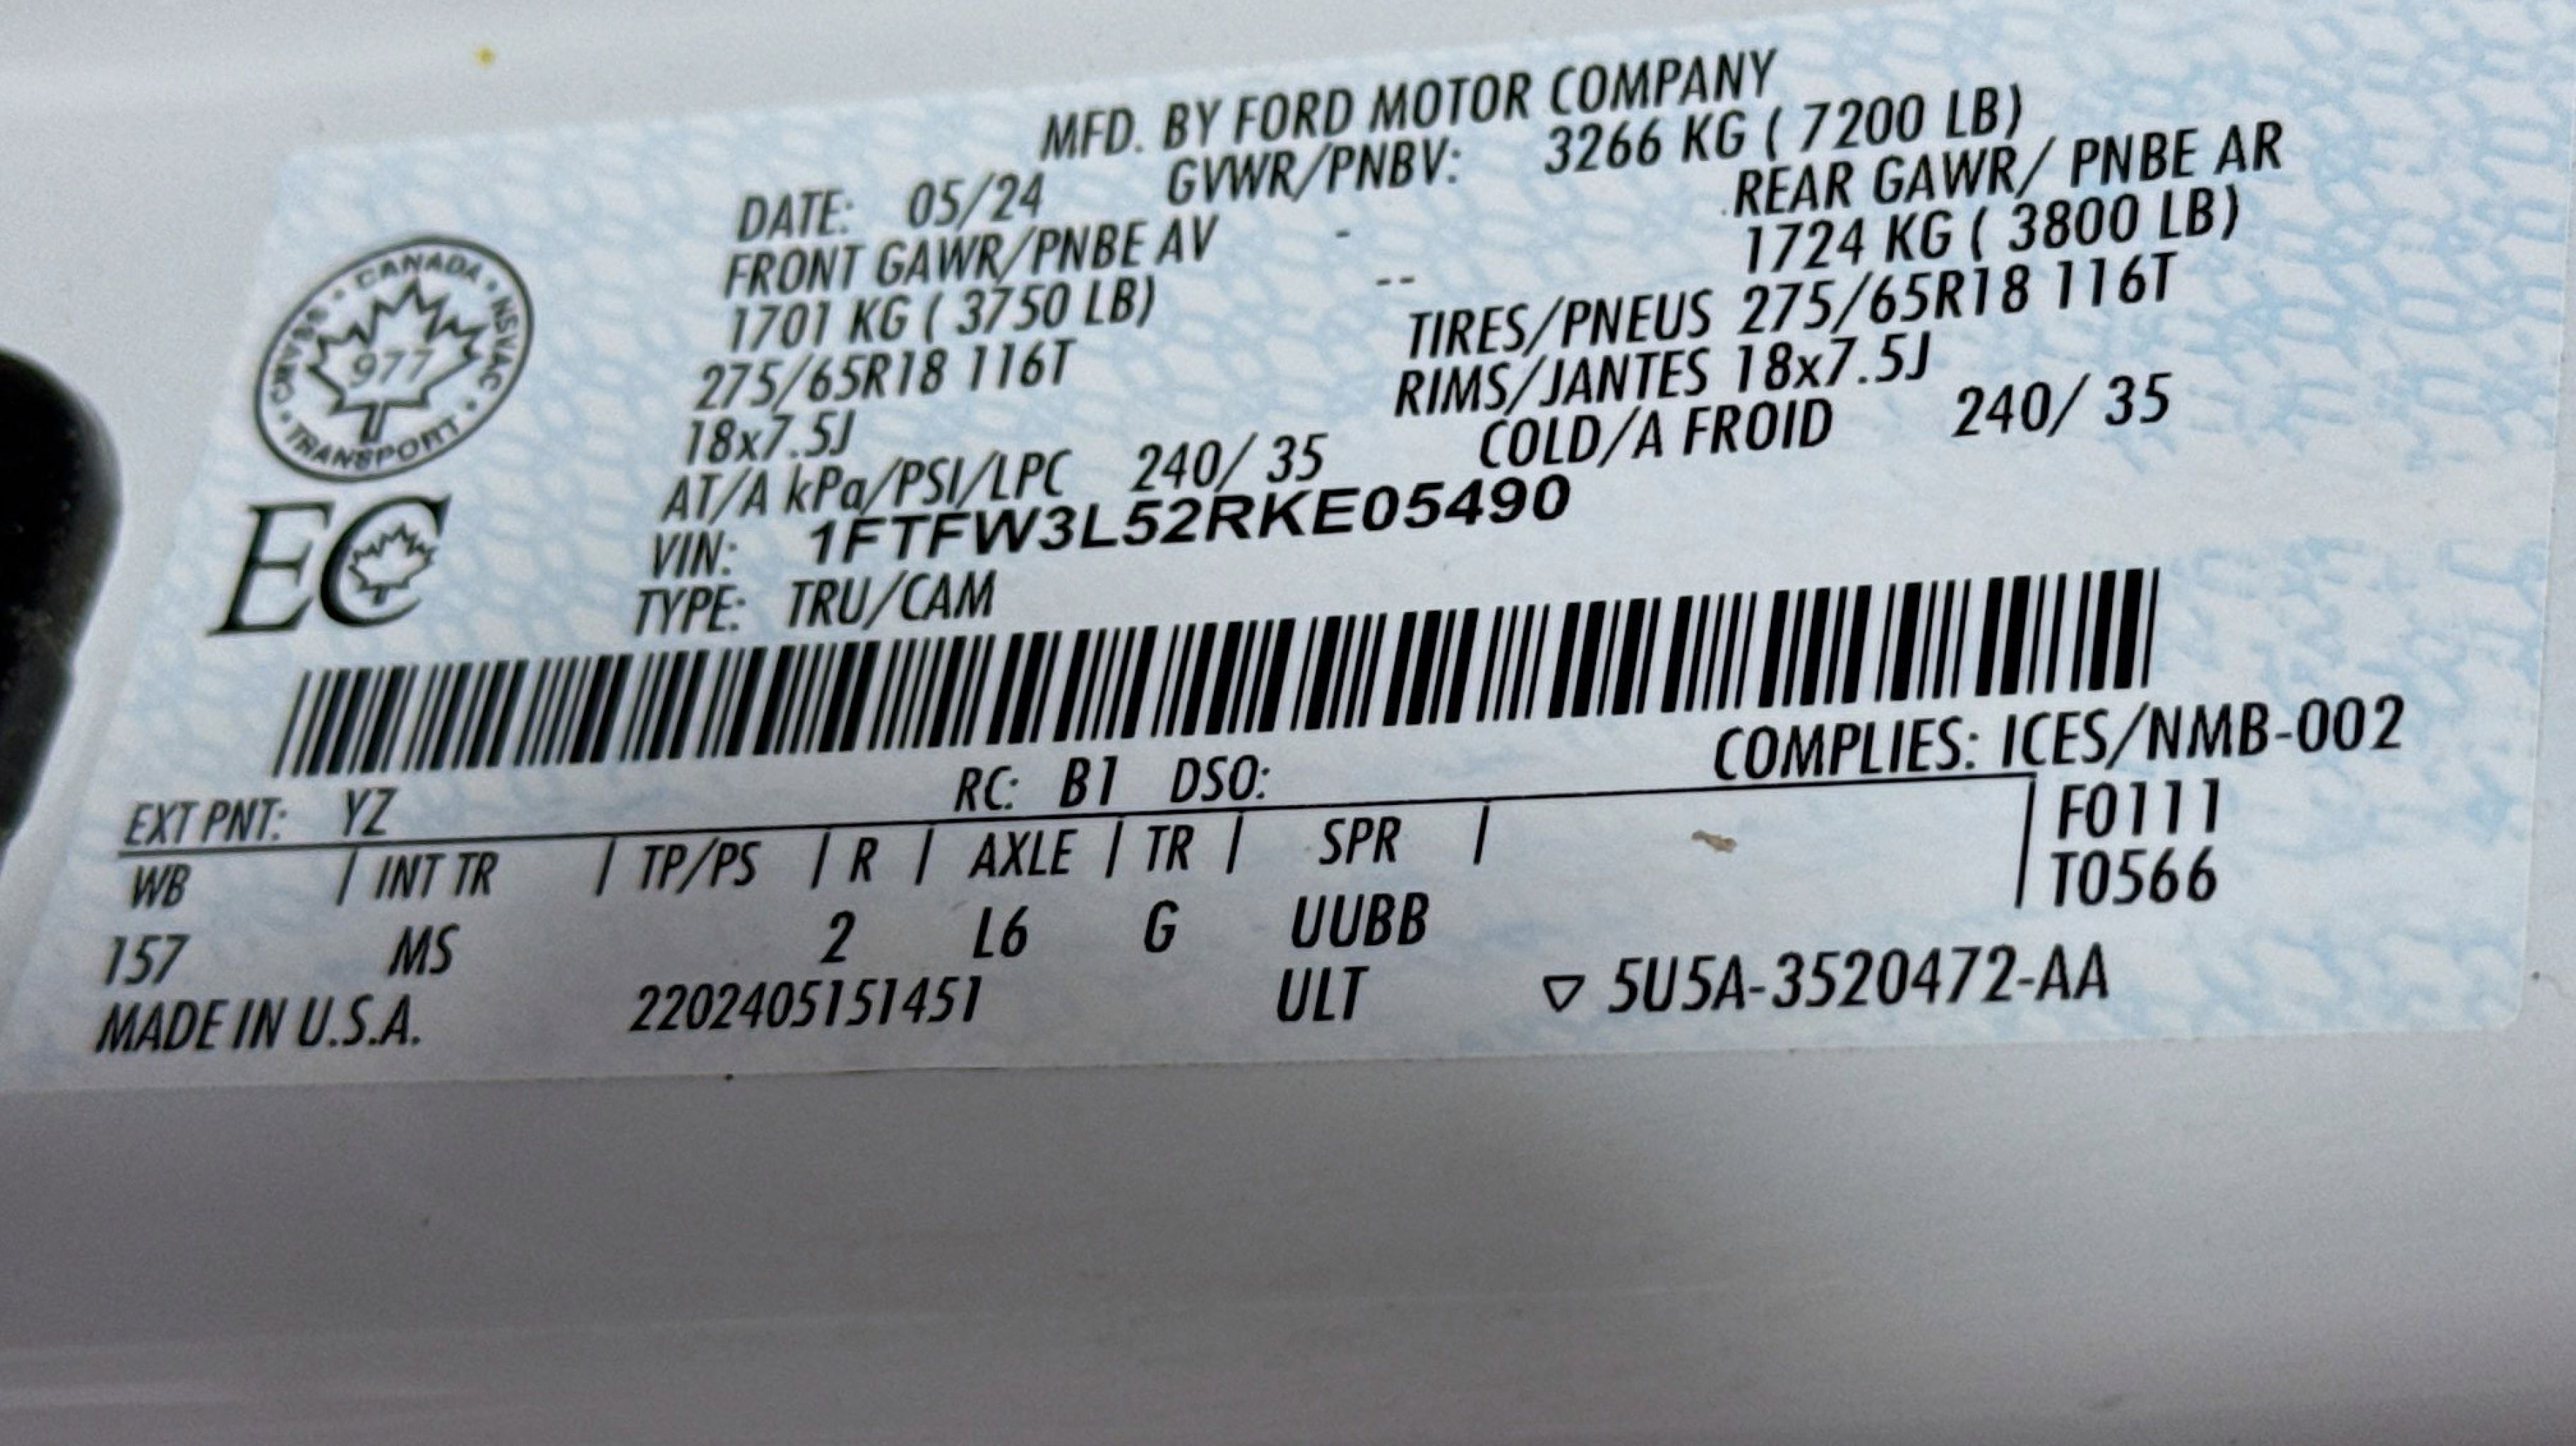 MFD. BY FORD MOTOR COMPANY
DATE: 05/24 GVWR/PNBV: 3266 KG ( 7200 LB)
FRONT GAWR/PNBE AV - REAR GAWR/ PNBE AR
1701 KG ( 3750 LB) -- 1724 KG ( 3800 LB)
275/65R18 116T TIRES/PNEUS 275/65R18 116T
18x7.5J RIMS/JANTES 18x7.5J
AT/A kPa/PSI/LPC 240/ 35 COLD/A FROID 240/ 35
VIN: 1FTFW3L52RKE05490
TYPE: TRU/CAM
CANADA · NSVAC · TRANSPORT · CMVSS ·
977
EC
COMPLIES: ICES/NMB-002
EXT PNT: YZ RC: B1 DSO:
WB | INT TR | TP/PS | R | AXLE | TR | SPR | | F0111
T0566
157 MS 2 L6 G UUBB
MADE IN U.S.A. 2202405151451 ULT ▽ 5U5A-3520472-AA